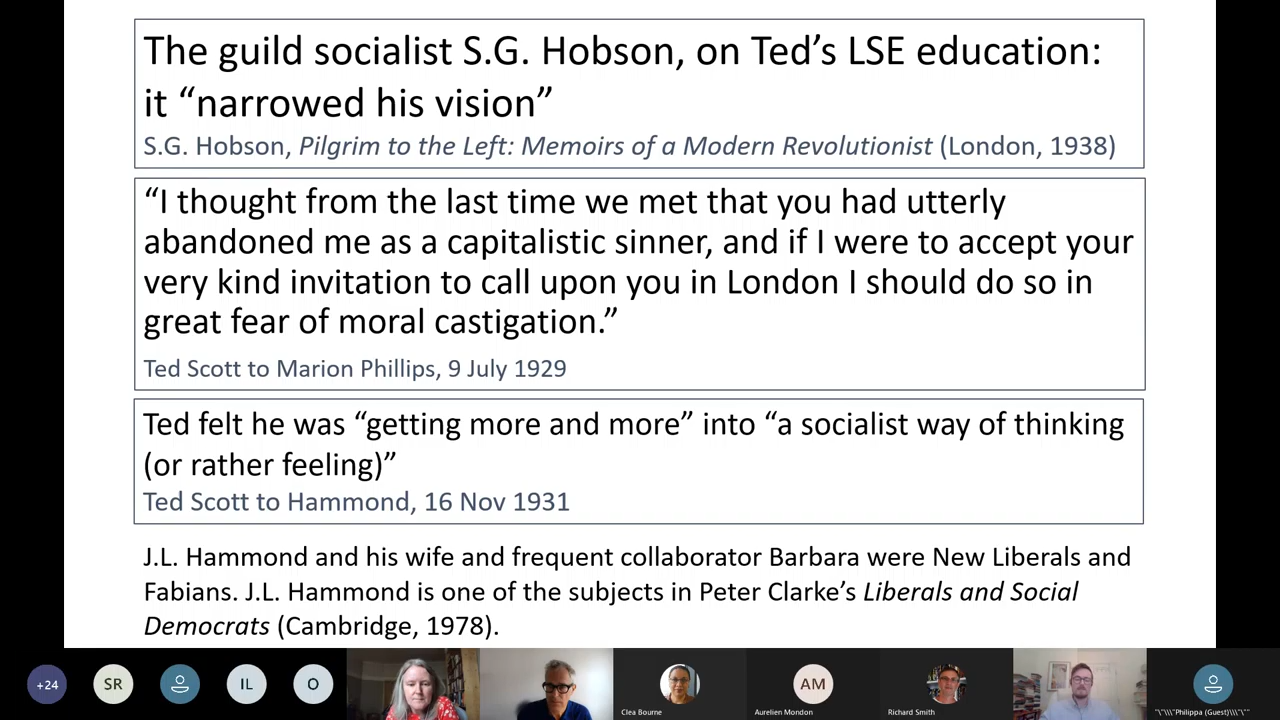 The guild socialist S.G. Hobson, on Ted’s LSE education:
it “narrowed his vision”
S.G. Hobson, Pilgrim to the Left: Memoirs of a Modern Revolutionist (London, 1938)
“I thought from the last time we met that you had utterly
abandoned me as a capitalistic sinner, and if I were to accept your
very kind invitation to call upon you in London I should do so in
great fear of moral castigation.”
Ted Scott to Marion Phillips, 9 July 1929
Ted felt he was “getting more and more” into “a socialist way of thinking
(or rather feeling)”
Ted Scott to Hammond, 16 Nov 1931
J.L. Hammond and his wife and frequent collaborator Barbara were New Liberals and
Fabians. J.L. Hammond is one of the subjects in Peter Clarke’s Liberals and Social
Democrats (Cambridge, 1978).
+24
SR
IL
O
AM
Clea Bourne
Aurelien Mondon
Richard Smith
"\"\\\"Philippa (Guest)\\\"\""